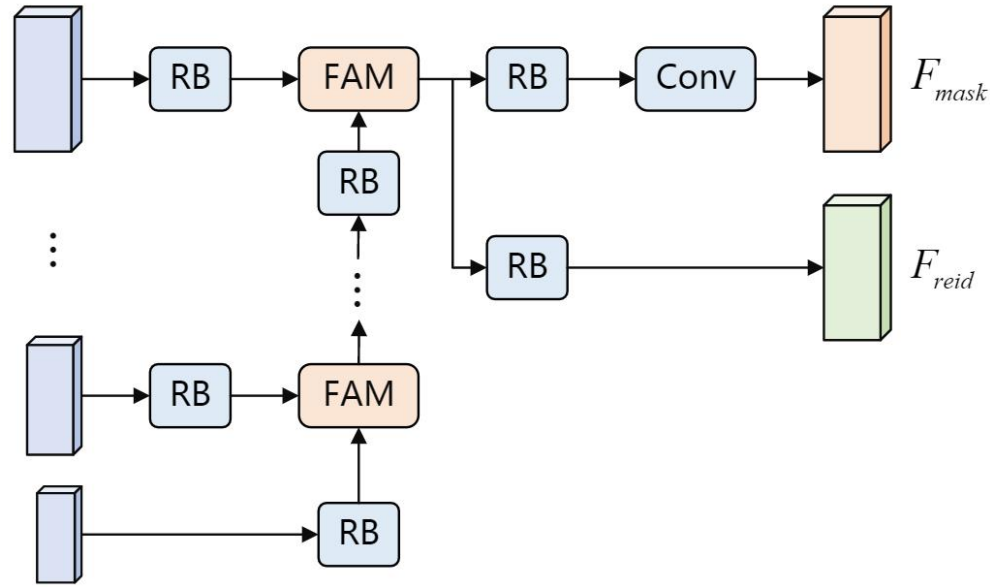 RB FAM RB Conv F_mask
RB
⋮ RB F_reid
⋮
RB FAM
RB